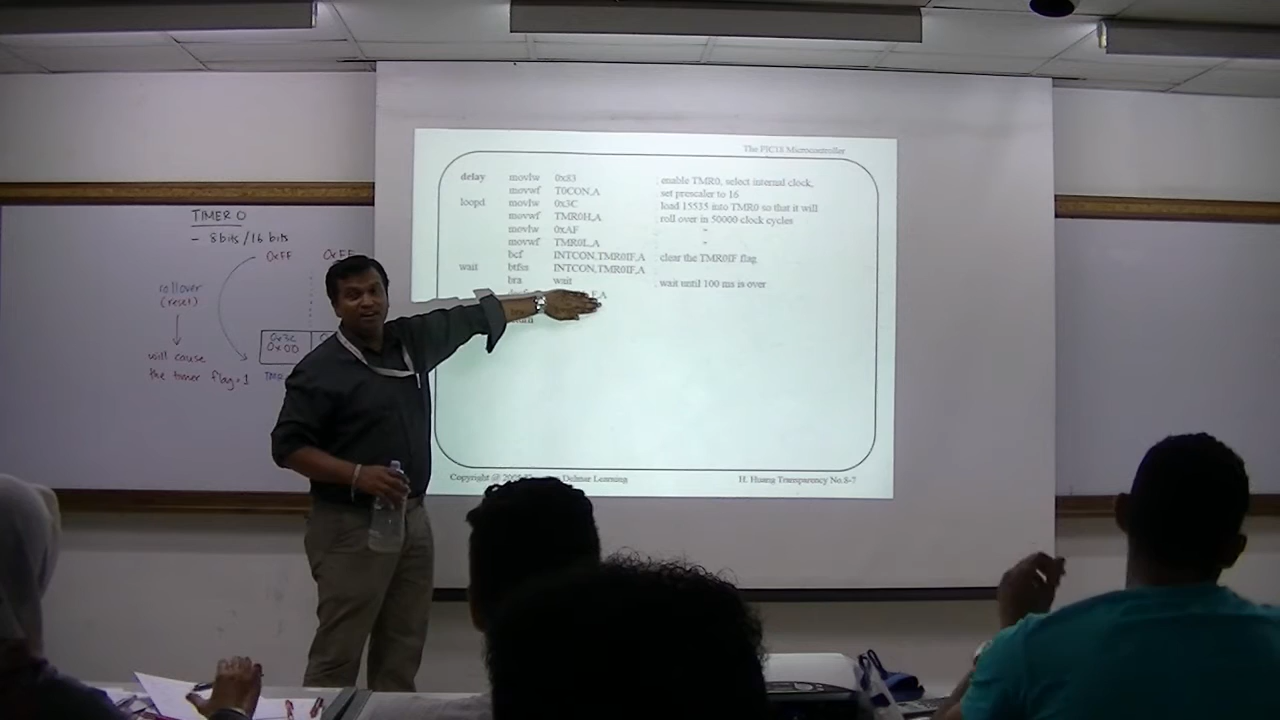 TIMER 0
- 8bits /16 bits
0xFF 0xFF
rollover
(reset)
0x3C
0x00
will cause
the timer flag=1
The PIC18 Microcontroller
delay movlw 0x83 ; enable TMR0, select internal clock,
movwf T0CON,A ; set prescaler to 16
loopd movlw 0x3C ; load 15535 into TMR0 so that it will
movwf TMR0H,A ; roll over in 50000 clock cycles
movlw 0xAF ; "
movwf TMR0L,A ; "
bcf INTCON,TMR0IF,A ; clear the TMR0IF flag
wait btfss INTCON,TMR0IF,A
bra wait ; wait until 100 ms is over
Copyright @ Delmar Learning
H. Huang Transparency No.8-7